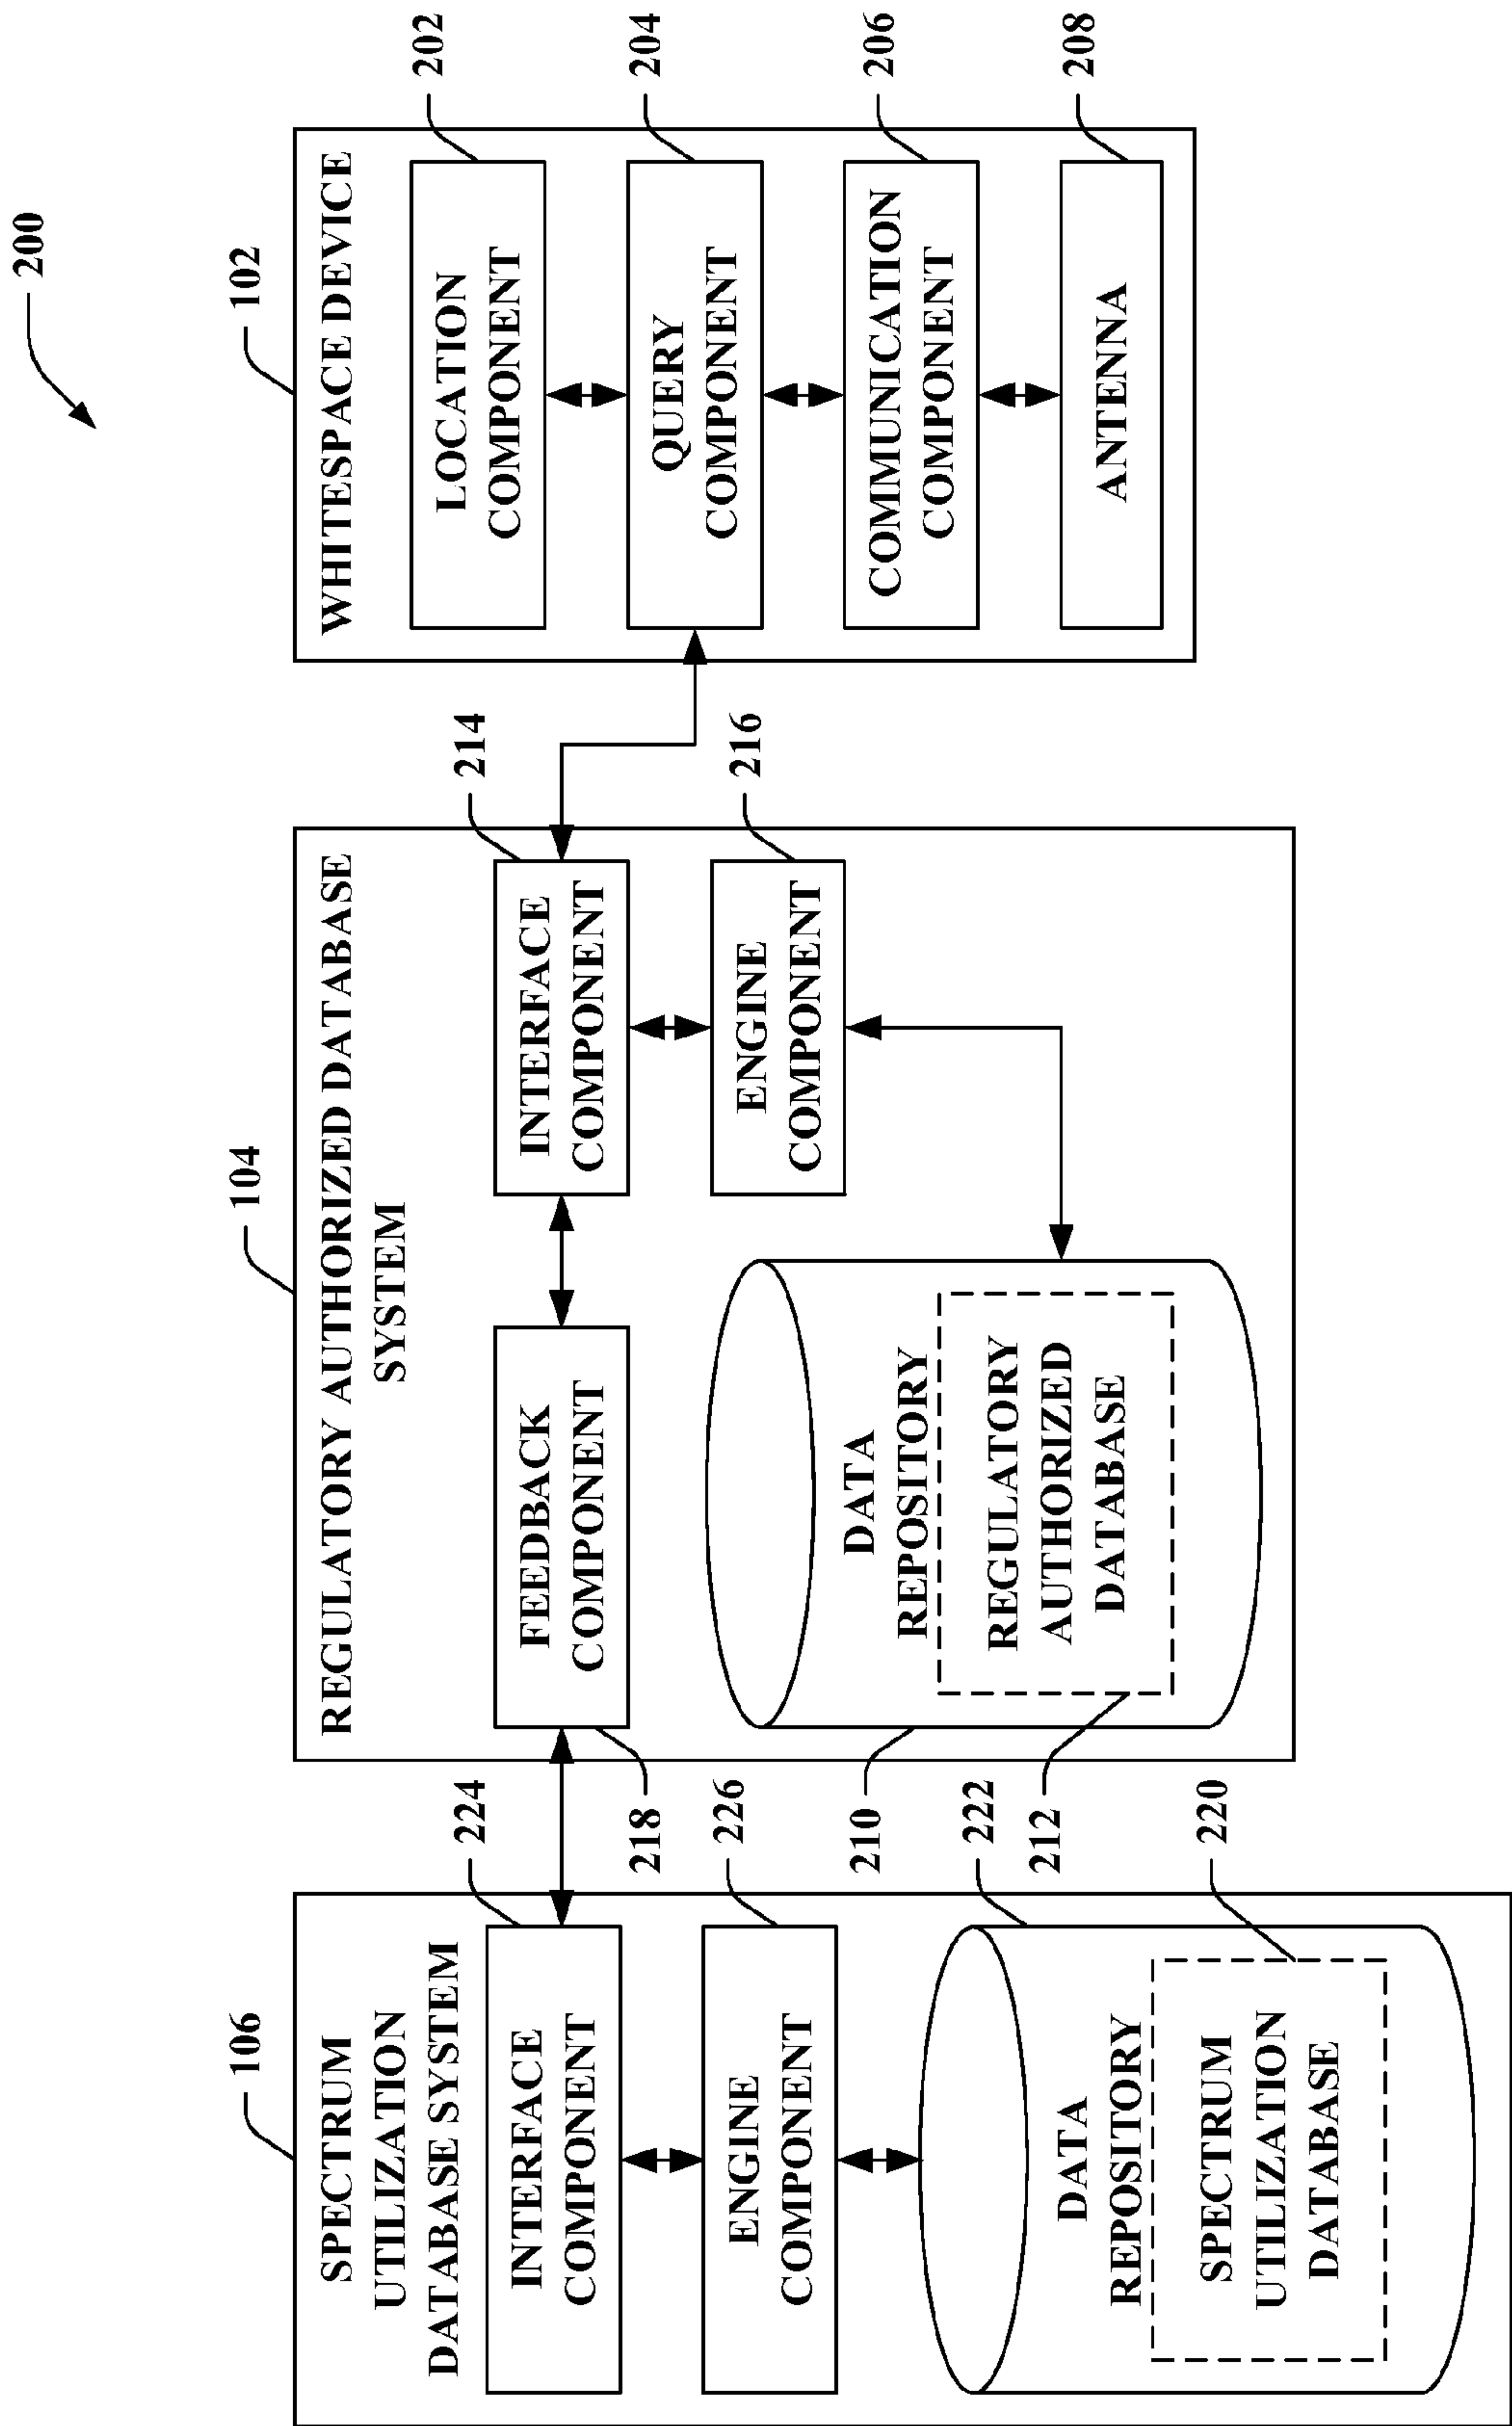 200
106
SPECTRUM
UTILIZATION
DATABASE SYSTEM
224
INTERFACE
COMPONENT
226
ENGINE
COMPONENT
222
DATA
REPOSITORY
220
SPECTRUM
UTILIZATION
DATABASE
104
REGULATORY AUTHORIZED DATABASE
SYSTEM
218
FEEDBACK
COMPONENT
214
INTERFACE
COMPONENT
216
ENGINE
COMPONENT
210
DATA
REPOSITORY
212
REGULATORY
AUTHORIZED
DATABASE
102
WHITESPACE DEVICE
202
LOCATION
COMPONENT
204
QUERY
COMPONENT
206
COMMUNICATION
COMPONENT
208
ANTENNA